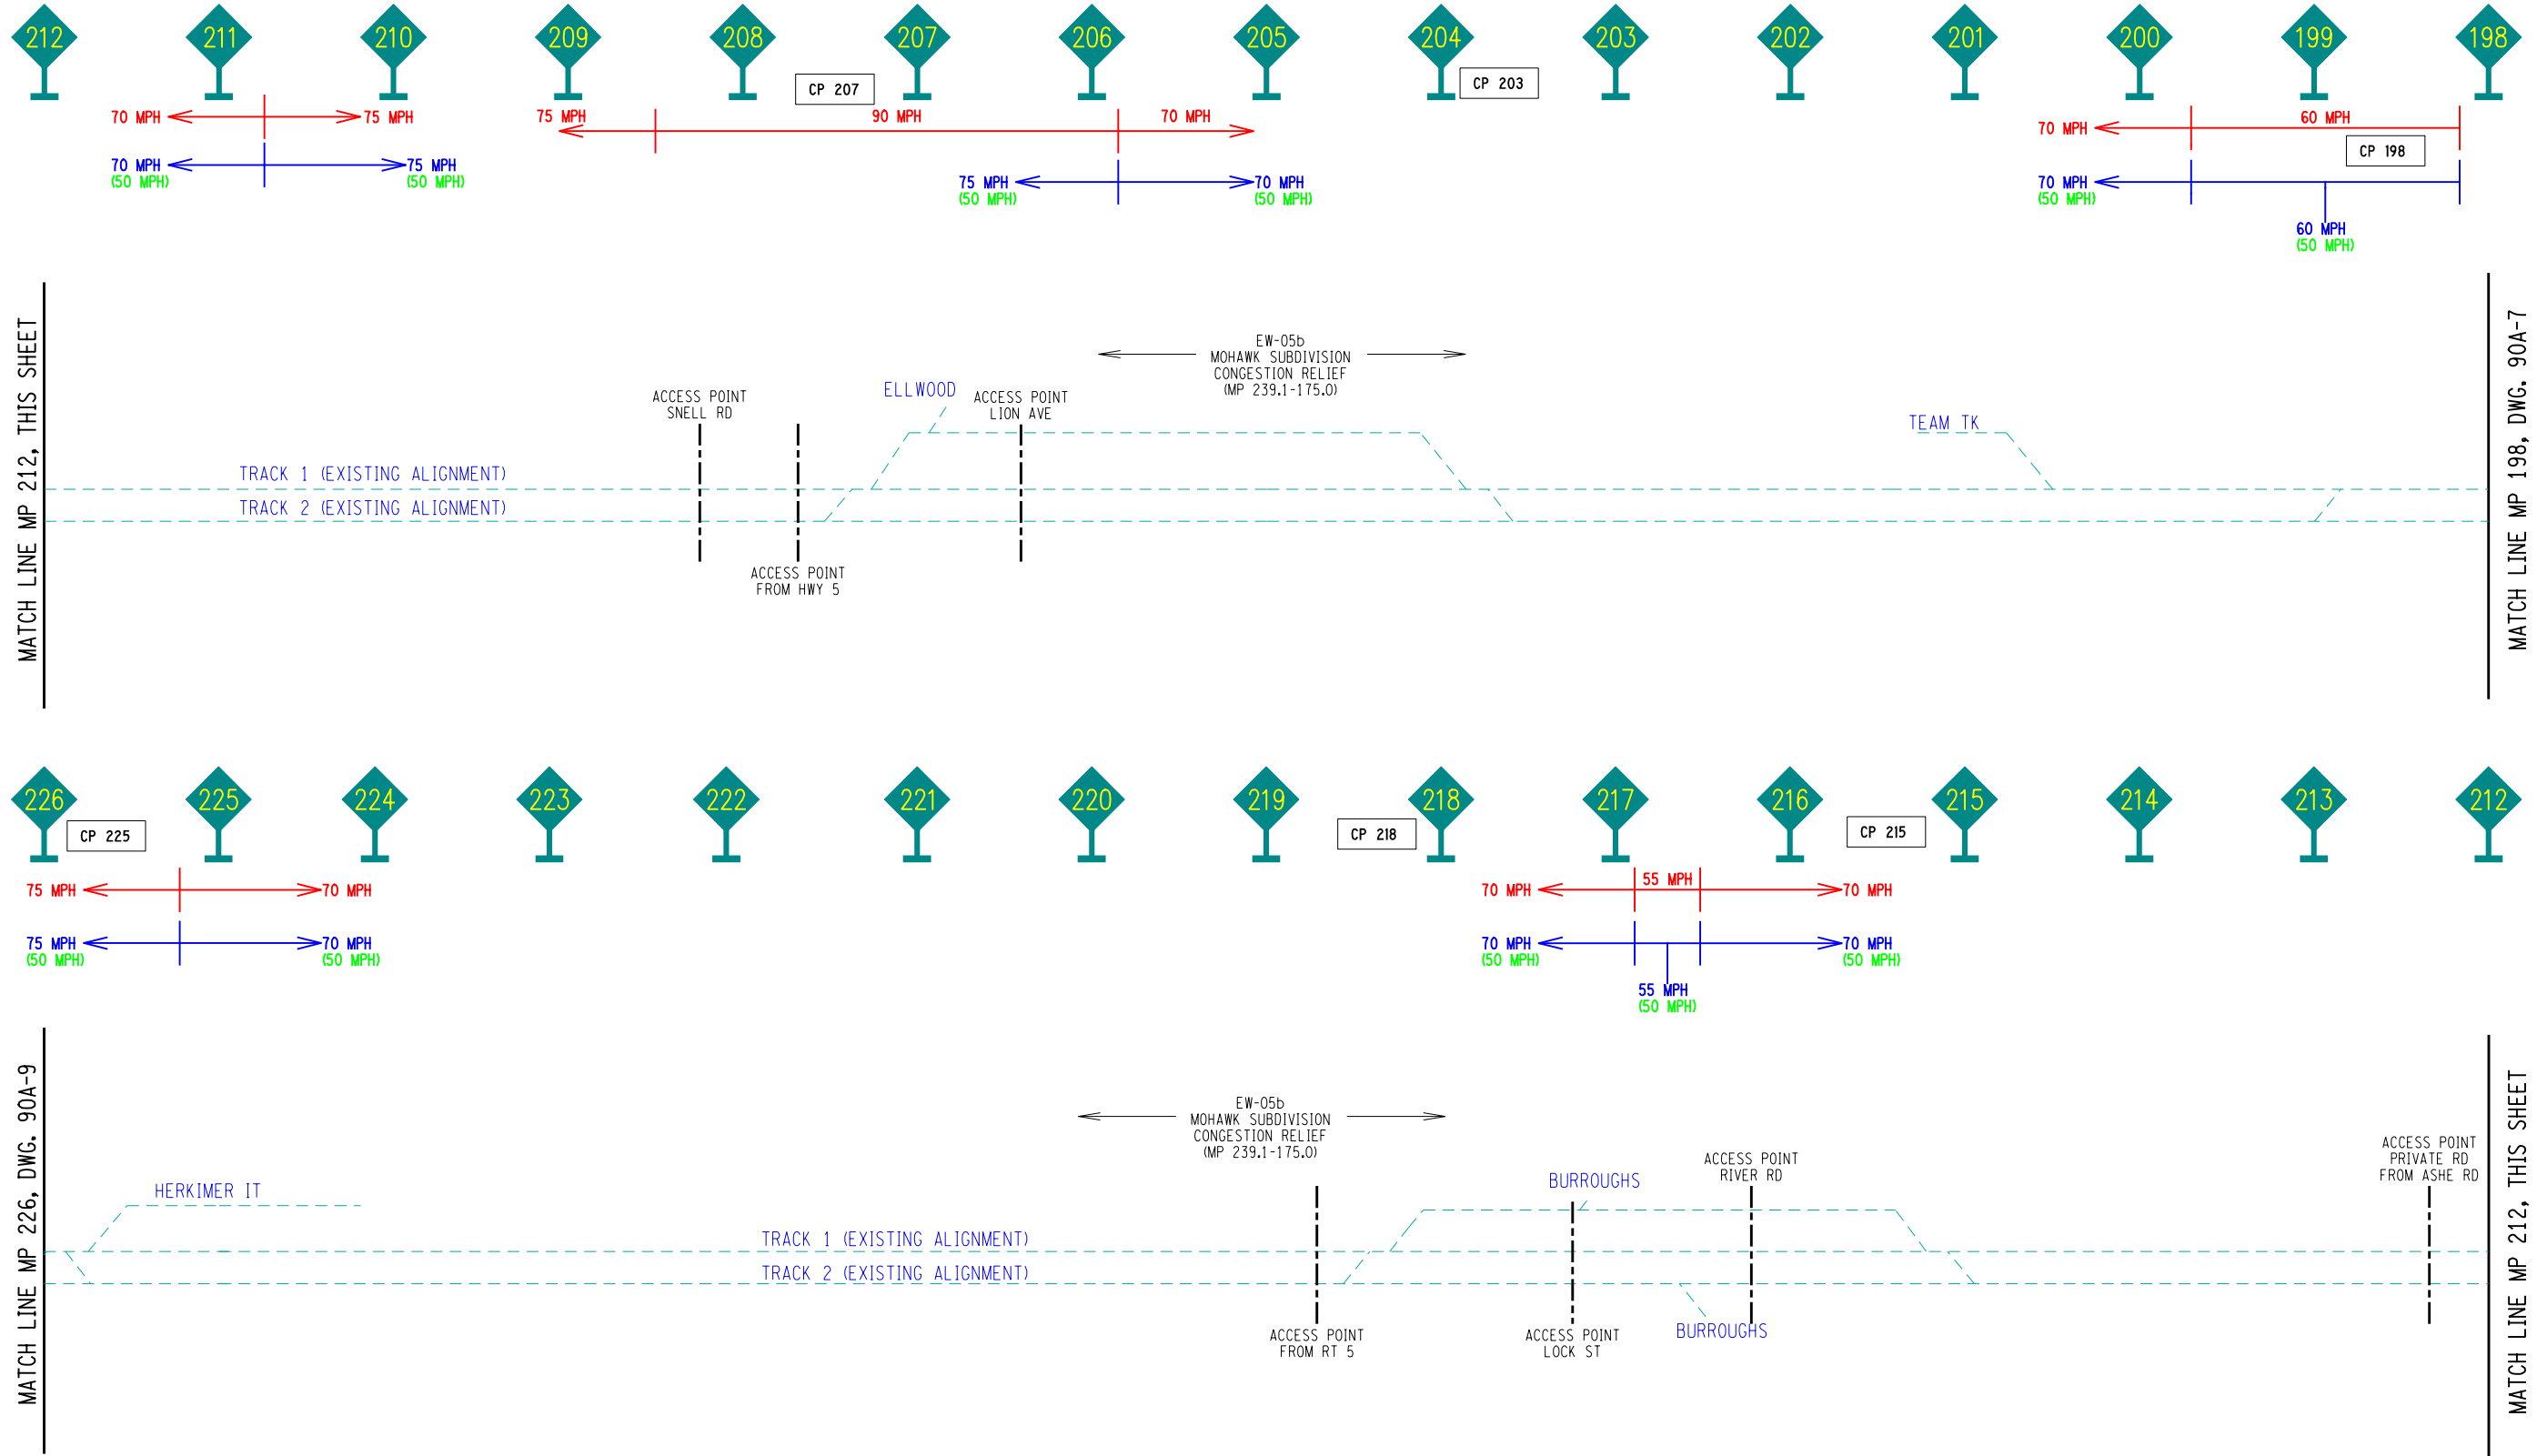 212 211 210 209 208 207 206 205 204 203 202 201 200 199 198
CP 207
CP 203
70 MPH
75 MPH
75 MPH
90 MPH
70 MPH
70 MPH
60 MPH
CP 198
70 MPH
(50 MPH)
75 MPH
(50 MPH)
75 MPH
(50 MPH)
70 MPH
(50 MPH)
70 MPH
(50 MPH)
60 MPH
(50 MPH)
MATCH LINE MP 212, THIS SHEET
EW-05b
MOHAWK SUBDIVISION
CONGESTION RELIEF
(MP 239.1-175.0)
ACCESS POINT
SNELL RD
ELLWOOD
ACCESS POINT
LION AVE
TEAM TK
TRACK 1 (EXISTING ALIGNMENT)
TRACK 2 (EXISTING ALIGNMENT)
ACCESS POINT
FROM HWY 5
MATCH LINE MP 198, DWG. 90A-7
226 225 224 223 222 221 220 219 218 217 216 215 214 213 212
CP 225
CP 218
CP 215
75 MPH
70 MPH
70 MPH
55 MPH
70 MPH
75 MPH
(50 MPH)
70 MPH
(50 MPH)
70 MPH
(50 MPH)
70 MPH
(50 MPH)
55 MPH
(50 MPH)
MATCH LINE MP 226, DWG. 90A-9
EW-05b
MOHAWK SUBDIVISION
CONGESTION RELIEF
(MP 239.1-175.0)
HERKIMER IT
BURROUGHS
ACCESS POINT
RIVER RD
ACCESS POINT
PRIVATE RD
FROM ASHE RD
TRACK 1 (EXISTING ALIGNMENT)
TRACK 2 (EXISTING ALIGNMENT)
ACCESS POINT
FROM RT 5
ACCESS POINT
LOCK ST
BURROUGHS
MATCH LINE MP 212, THIS SHEET